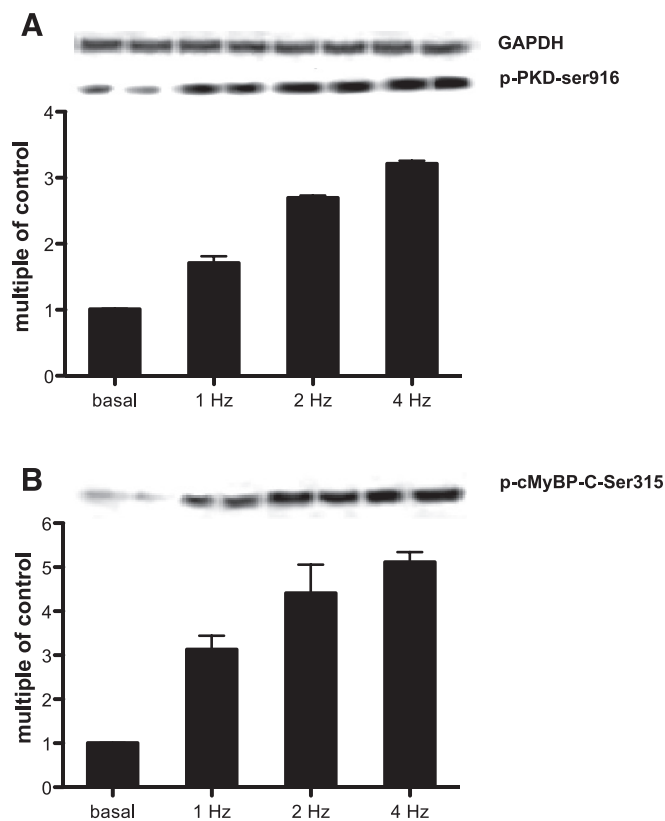 A
GAPDH
p-PKD-ser916
4
3
2
1
0
multiple of control
basal 1 Hz 2 Hz 4 Hz
B
p-cMyBP-C-Ser315
6
5
4
3
2
1
0
multiple of control
basal 1 Hz 2 Hz 4 Hz